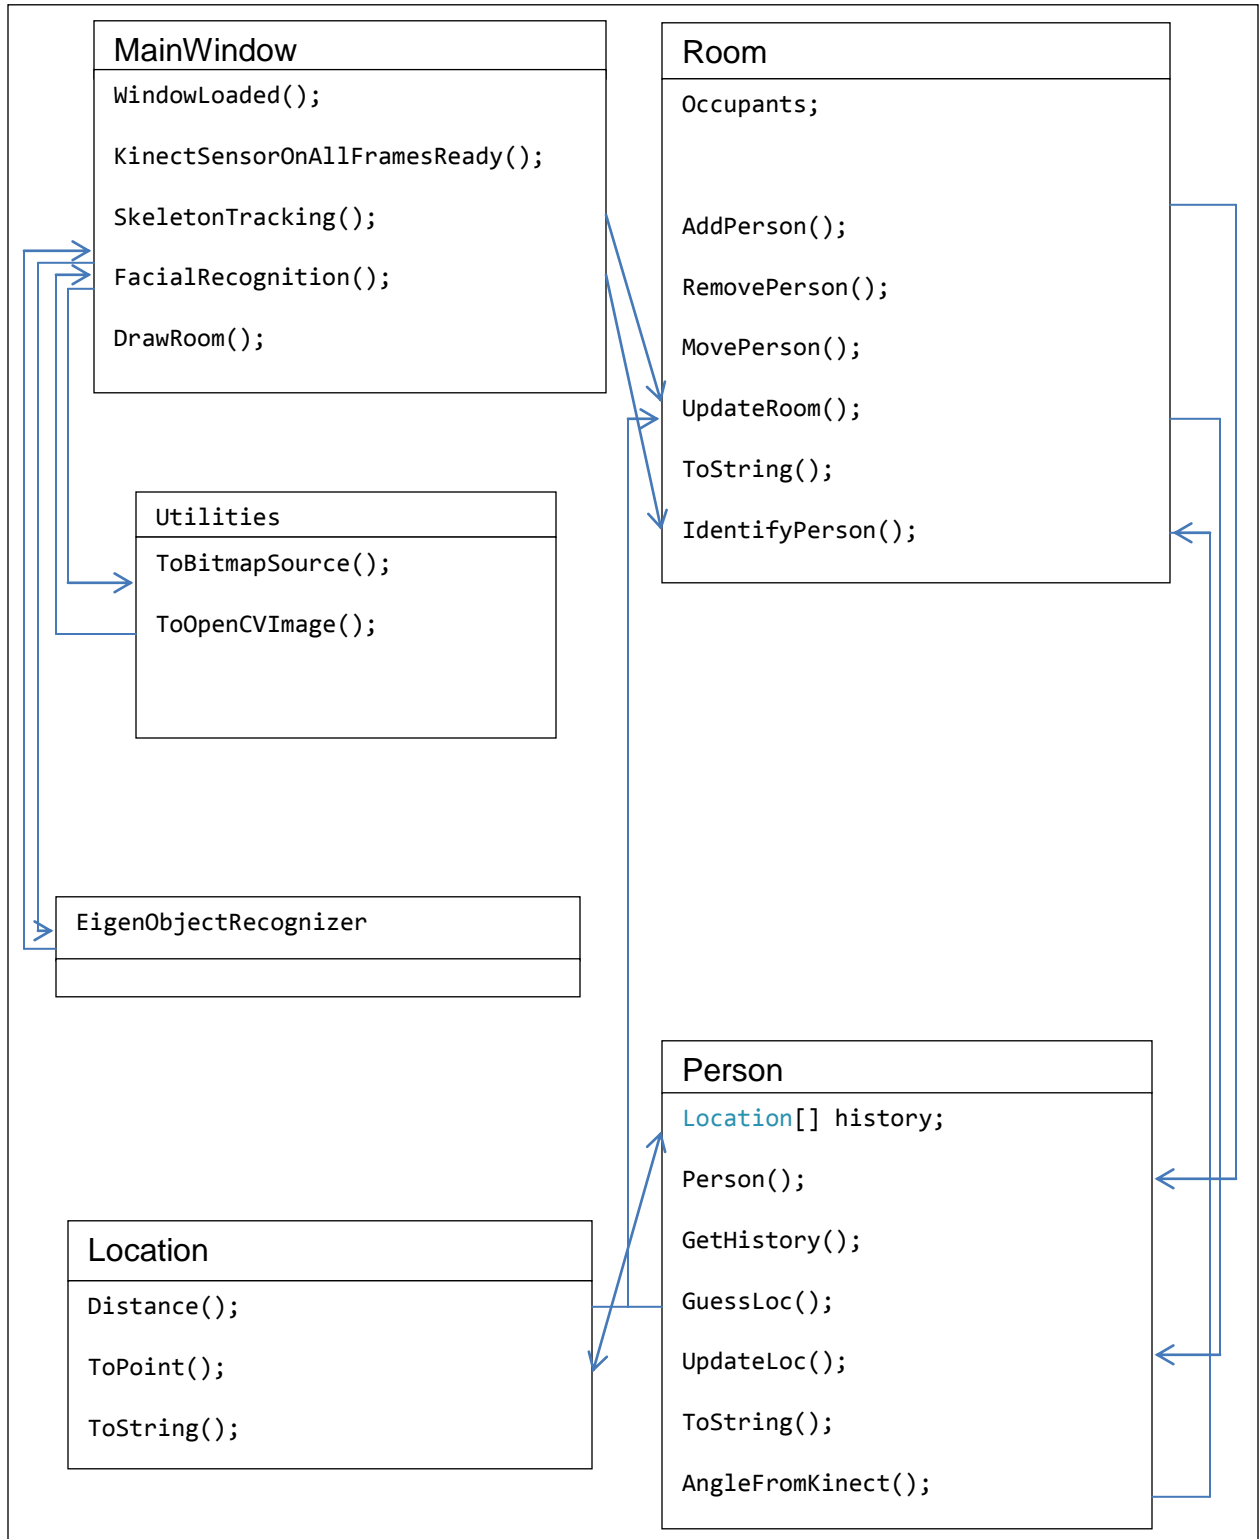 MainWindow
WindowLoaded();
KinectSensorOnAllFramesReady();
SkeletonTracking();
FacialRecognition();
DrawRoom();
Room
Occupants;
AddPerson();
RemovePerson();
MovePerson();
UpdateRoom();
ToString();
IdentifyPerson();
Utilities
ToBitmapSource();
ToOpenCVImage();
EigenObjectRecognizer
Person
Location[] history;
Person();
GetHistory();
GuessLoc();
UpdateLoc();
ToString();
AngleFromKinect();
Location
Distance();
ToPoint();
ToString();